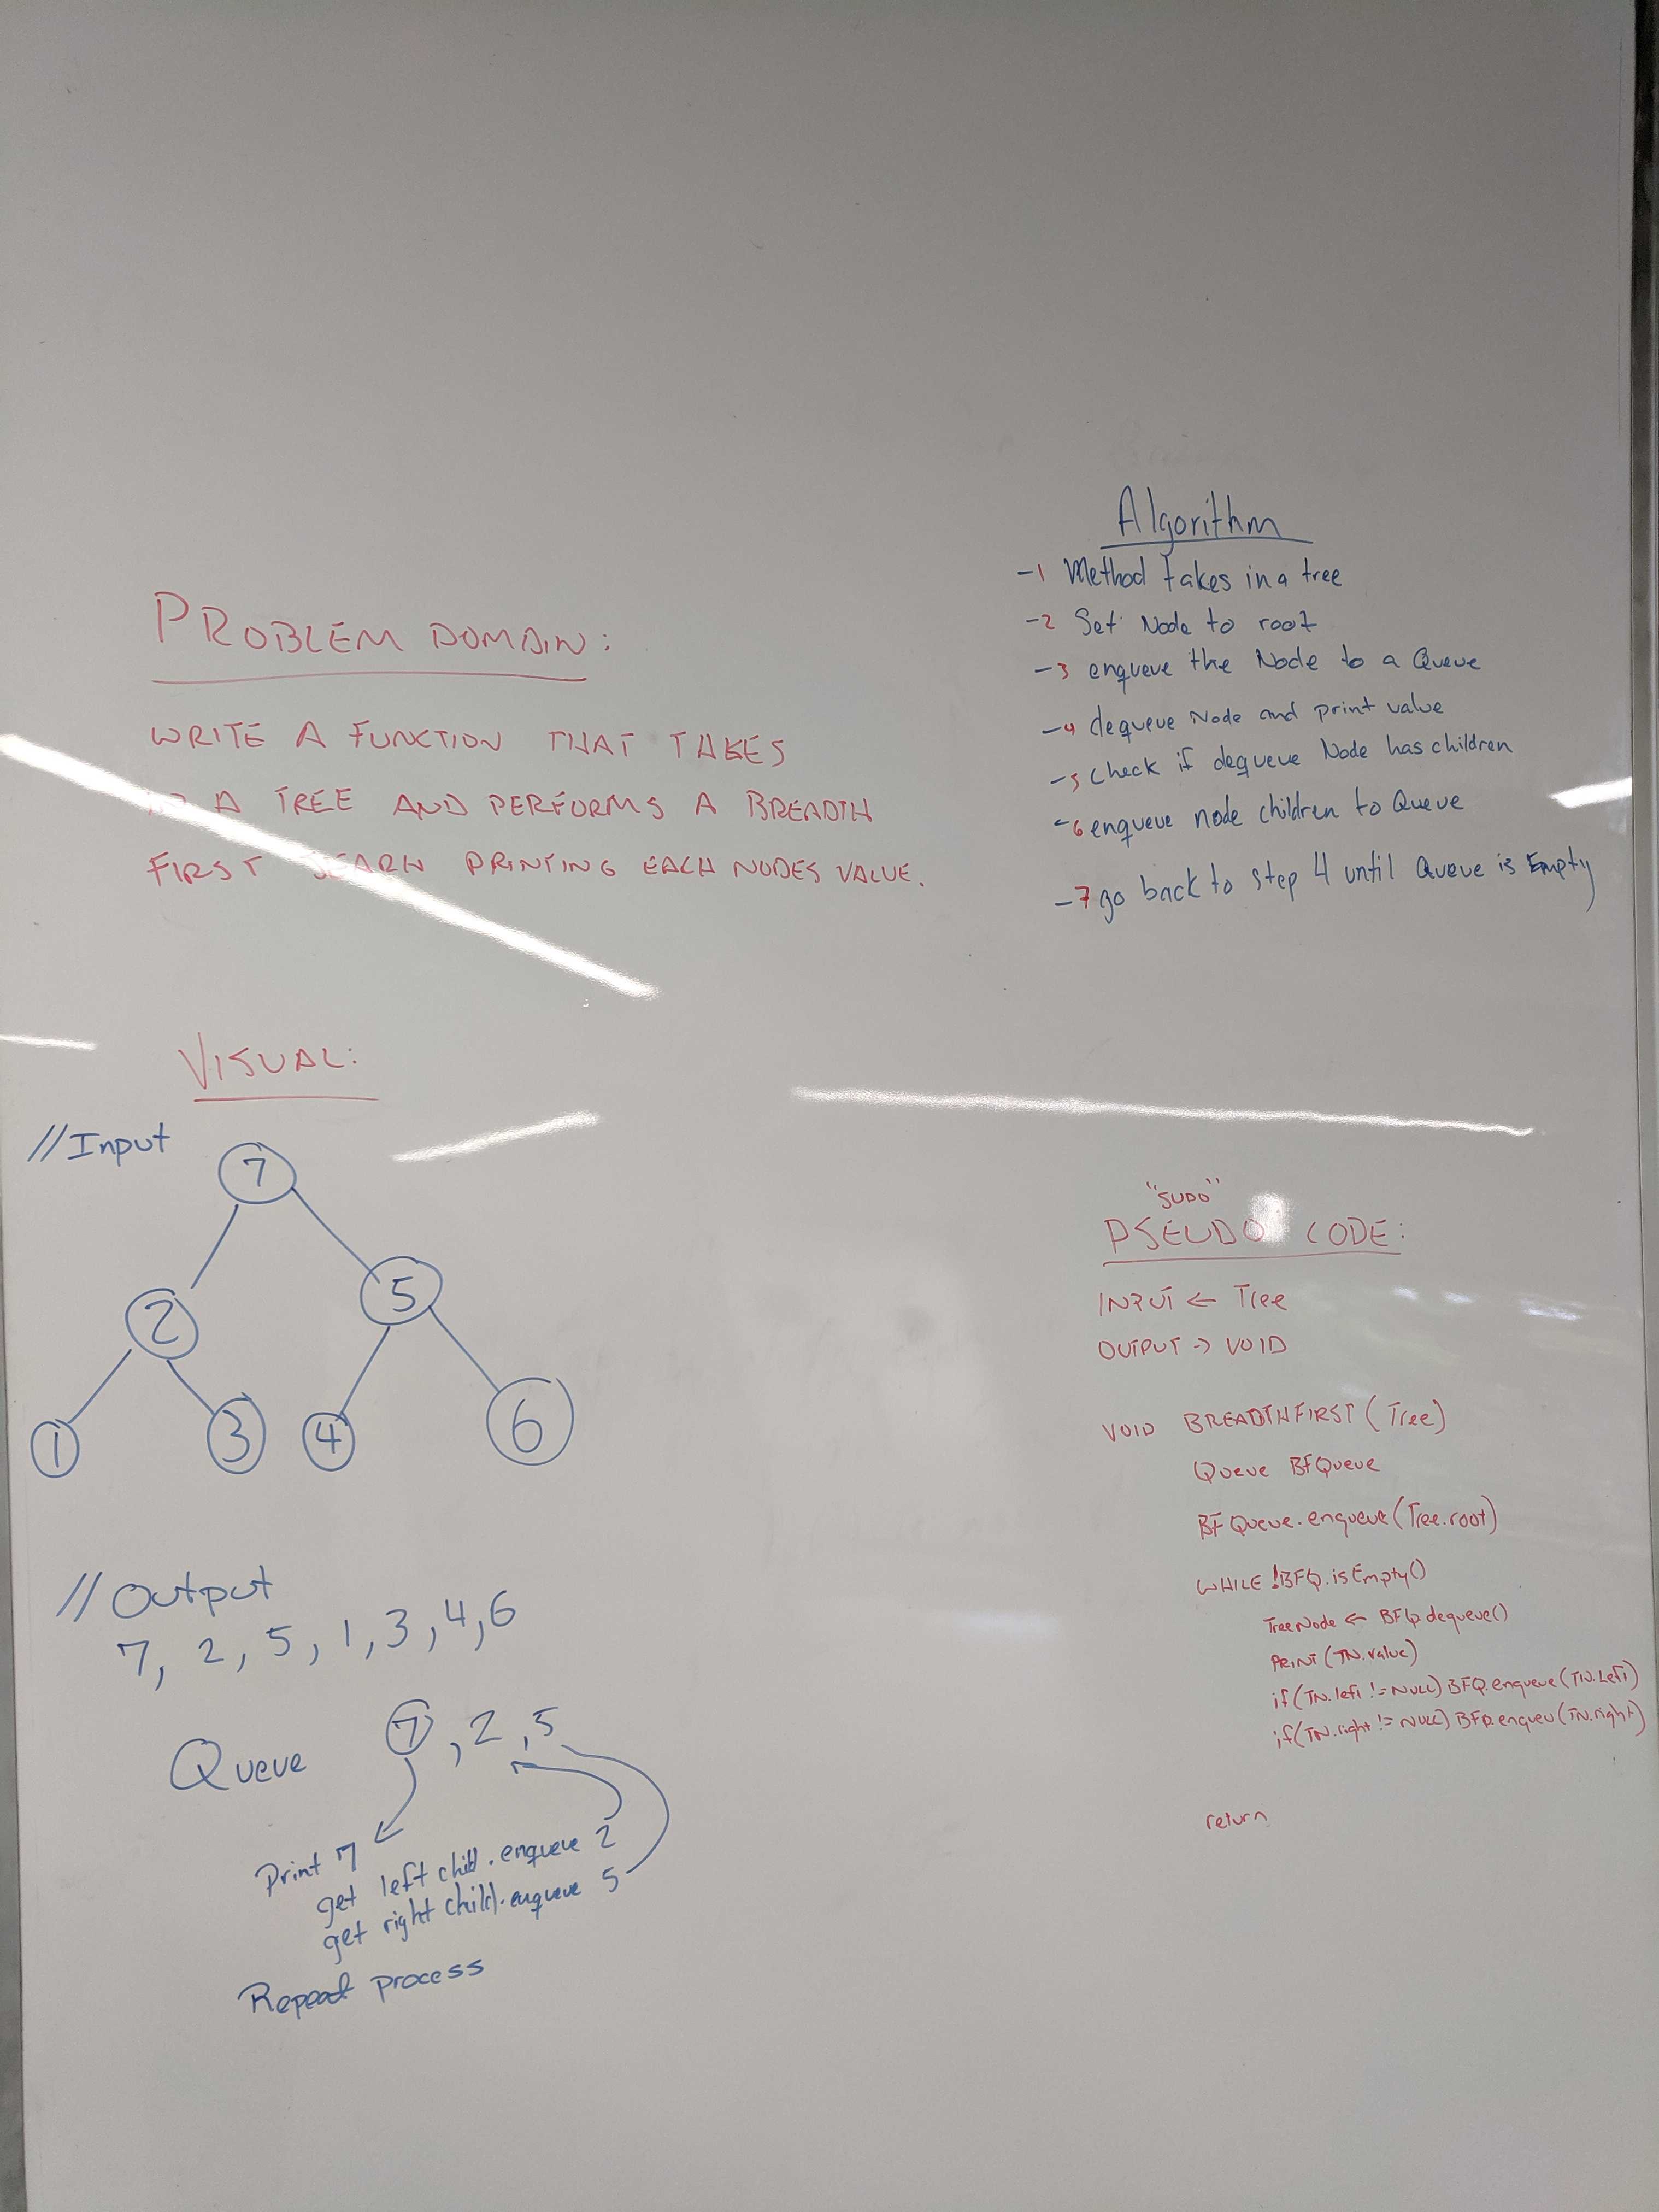 PROBLEM DOMAIN:
WRITE A FUNCTION THAT TAKES
A TREE AND PERFORMS A BREADTH
FIRST PRINTING EACH NODES VALUE.
Algorithm
-1 Method takes in a tree
-2 Set Node to root
-3 enqueue the Node to a Queue
-4 dequeue Node and print value
-5 check if dequeue Node has children
-6 enqueue node children to Queue
-7 go back to step 4 until Queue is Empty
VISUAL:
//Input
7
2 5
1 3 4 6
//Output
7, 2, 5, 1, 3, 4, 6
Queue 7, 2, 5
Print 7
get left child. enqueue 2
get right child. enqueue 5
Repeat process
"SUDO"
PSEUDO CODE:
INPUT <- Tree
OUTPUT -> VOID
VOID BREADTHFIRST (Tree)
Queue BFQueue
BFQueue.enqueue(Tree.root)
WHILE !BFQ.isEmpty()
TreeNode <- BFQ.dequeue()
PRINT (TN.value)
if(TN.left != NULL) BFQ.enqueue(TN.Left)
if(TN.right != NULL) BFQ.enqueu(TN.right)
return